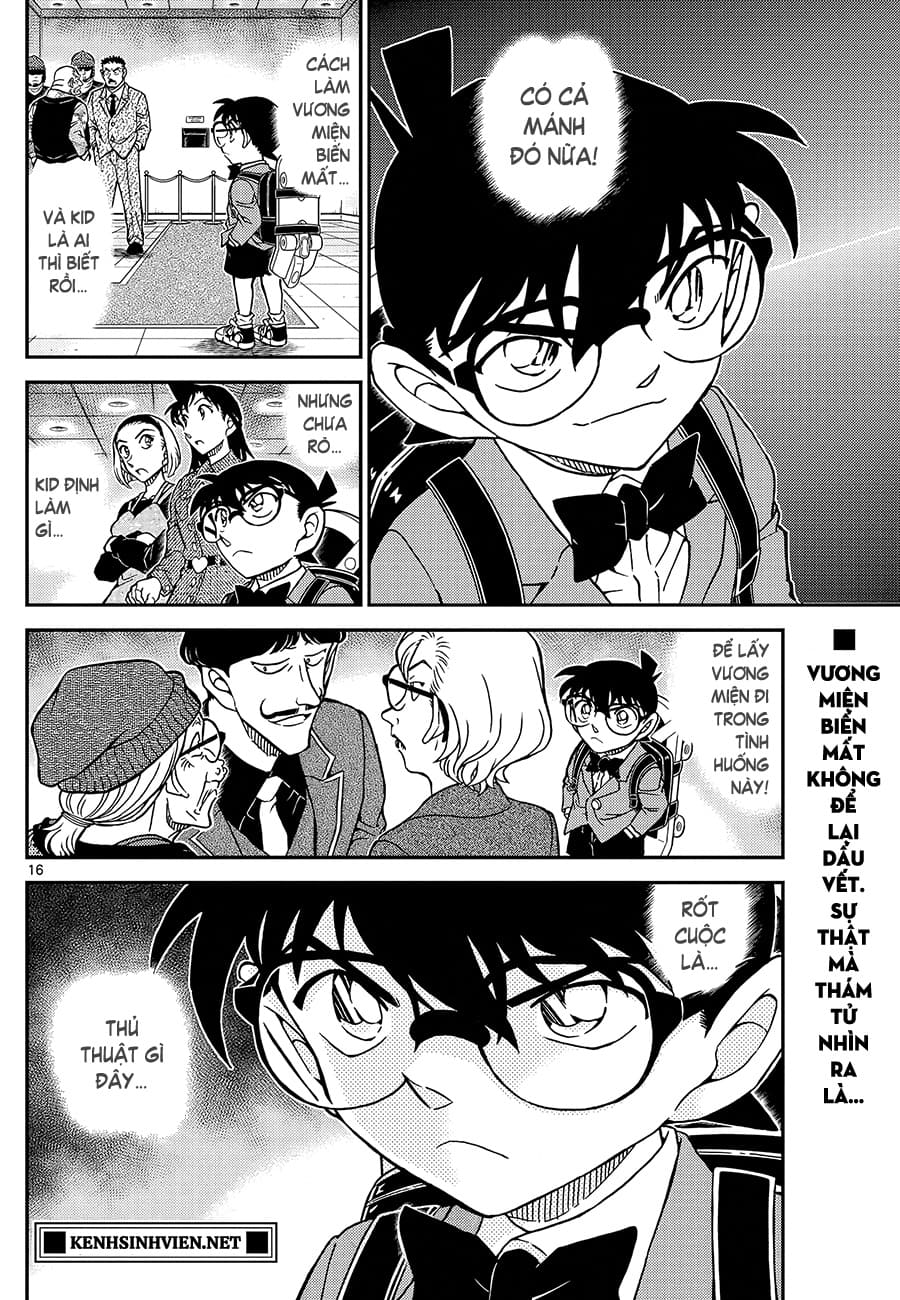 CÓ CẢ
MÁNH
ĐÓ NỮA!
CÁCH
LÀM
VƯƠNG
MIỆN
BIẾN
MẤT...
VÀ KID
LÀ AI
THÌ BIẾT
RỒI...
NHƯNG
CHƯA
RÕ...
KID ĐỊNH
LÀM
GÌ...
ĐỂ LẤY
VƯƠNG
MIỆN ĐI
TRONG
TÌNH
HUỐNG
NÀY!
16
RỐT
CUỘC
LÀ...
THỦ
THUẬT GÌ
ĐÂY...
VƯƠNG
MIỆN
BIẾN
MẤT
KHÔNG
ĐỂ
LẠI
DẤU
VẾT.
SỰ
THẬT
MÀ
THÁM
TỬ
NHÌN
RA
LÀ...
KENHSINHVIEN.NET